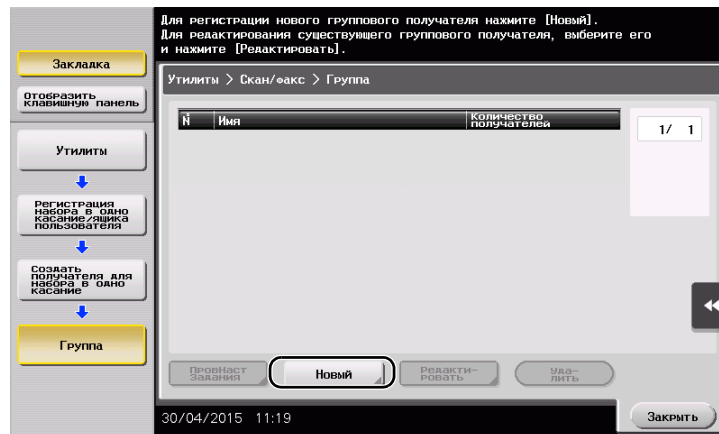 Для регистрации нового группового получателя нажмите [Новый].
Для редактирования существующего группового получателя, выберите его
и нажмите [Редактировать].
Закладка
Отобразить
клавишную панель
Утилиты > Скан/факс > Группа
№ Имя Количество
получателей
1/ 1
Утилиты
Регистрация
набора в одно
касание/ящика
пользователя
Создать
получателя для
набора в одно
касание
Группа
ПровНаст
Задания
Новый
Редакти-
ровать
Уда-
лить
30/04/2015 11:19
Закрыть